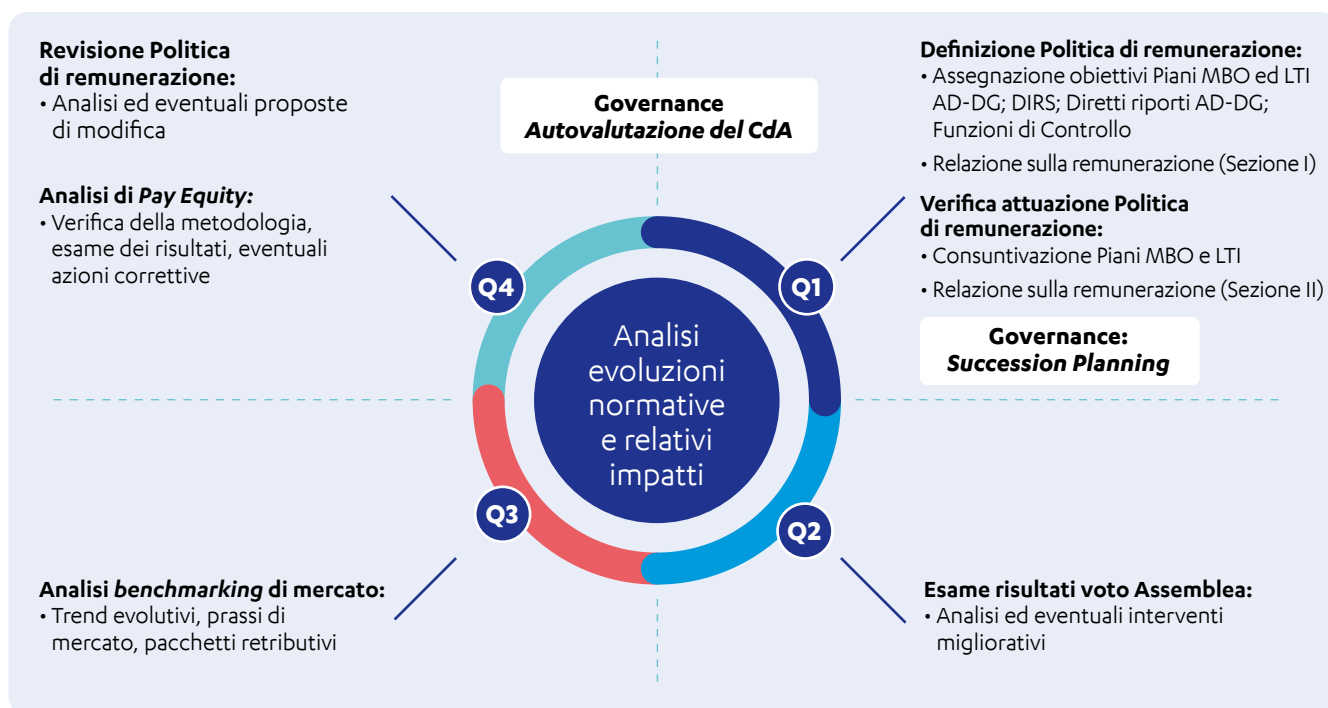 Revisione Politica
di remunerazione:
• Analisi ed eventuali proposte
di modifica
Analisi di Pay Equity:
• Verifica della metodologia,
esame dei risultati, eventuali
azioni correttive
Governance
Autovalutazione del CdA
Definizione Politica di remunerazione:
• Assegnazione obiettivi Piani MBO ed LTI
AD-DG; DIRS; Diretti riporti AD-DG;
Funzioni di Controllo
• Relazione sulla remunerazione (Sezione I)
Verifica attuazione Politica
di remunerazione:
• Consuntivazione Piani MBO e LTI
• Relazione sulla remunerazione (Sezione II)
Governance:
Succession Planning
Q4
Q1
Analisi
evoluzioni
normative
e relativi
impatti
Q3
Q2
Analisi benchmarking di mercato:
• Trend evolutivi, prassi di
mercato, pacchetti retributivi
Esame risultati voto Assemblea:
• Analisi ed eventuali interventi
migliorativi